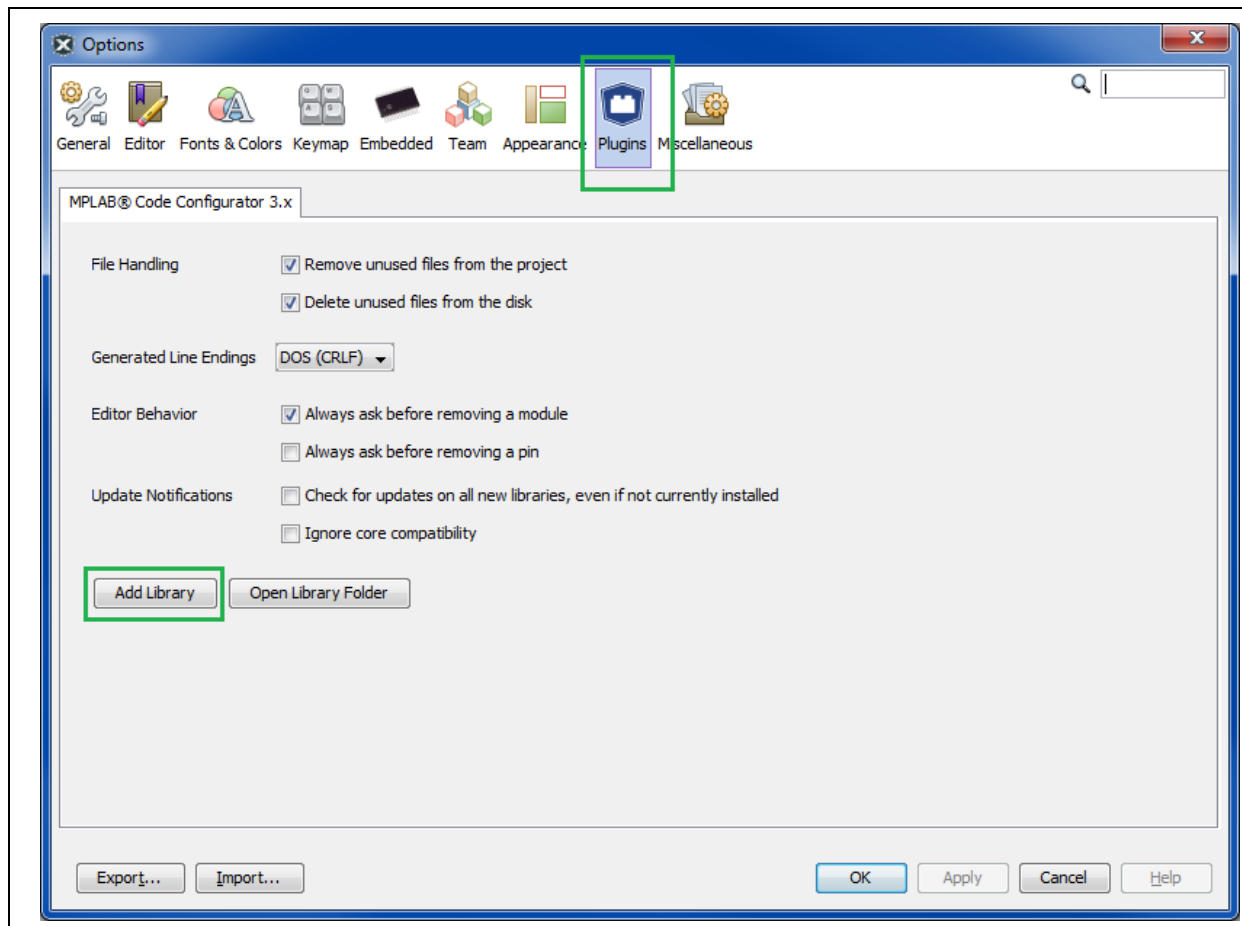 Options
General Editor Fonts & Colors Keymap Embedded Team Appearance Plugins Miscellaneous
MPLAB® Code Configurator 3.x
File Handling Remove unused files from the project
Delete unused files from the disk
Generated Line Endings DOS (CRLF)
Editor Behavior Always ask before removing a module
Always ask before removing a pin
Update Notifications Check for updates on all new libraries, even if not currently installed
Ignore core compatibility
Add Library Open Library Folder
Export... Import... OK Apply Cancel Help